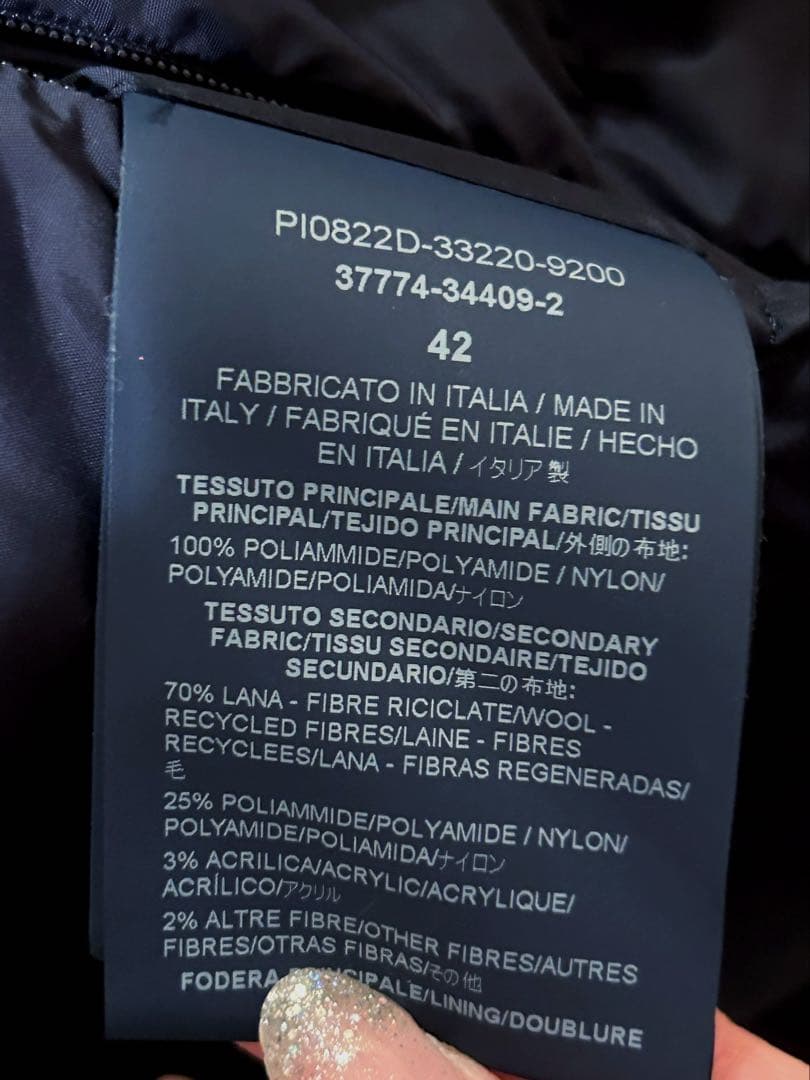 PI0822D-33220-9200
37774-34409-2
42
FABBRICATO IN ITALIA / MADE IN
ITALY / FABRIQUÉ EN ITALIE / HECHO
EN ITALIA / イタリア製
TESSUTO PRINCIPALE/MAIN FABRIC/TISSU
PRINCIPAL/TEJIDO PRINCIPAL/外側の布地:
100% POLIAMMIDE/POLYAMIDE / NYLON/
POLYAMIDE/POLIAMIDA/ナイロン
TESSUTO SECONDARIO/SECONDARY
FABRIC/TISSU SECONDAIRE/TEJIDO
SECUNDARIO/第二の布地:
70% LANA - FIBRE RICICLATE/WOOL -
RECYCLED FIBRES/LAINE - FIBRES
RECYCLEES/LANA - FIBRAS REGENERADAS/
毛
25% POLIAMMIDE/POLYAMIDE / NYLON/
POLYAMIDE/POLIAMIDA/ナイロン
3% ACRILICA/ACRYLIC/ACRYLIQUE/
ACRÍLICO/アクリル
2% ALTRE FIBRE/OTHER FIBRES/AUTRES
FIBRES/OTRAS FIBRAS/その他
FODERA /LINING/DOUBLURE